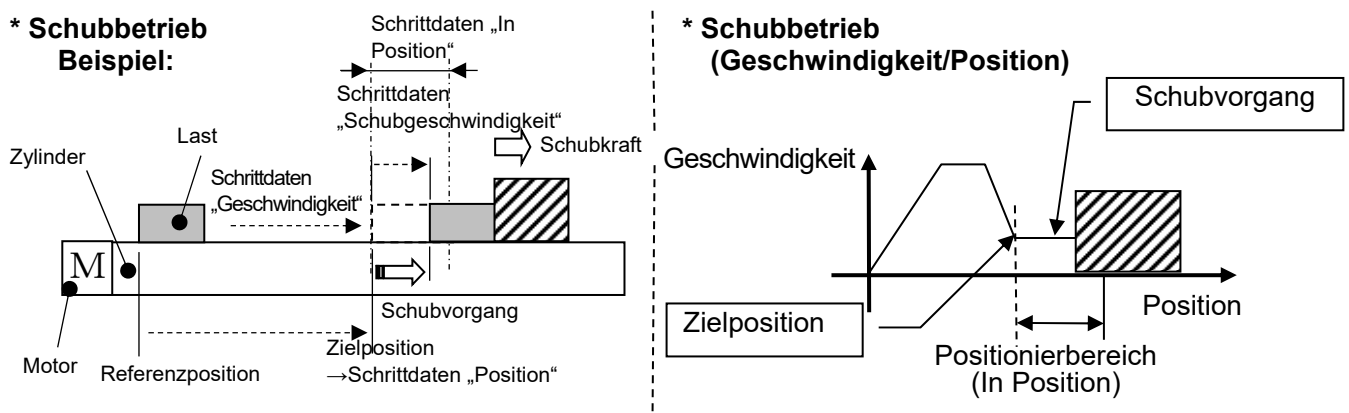 * Schubbetrieb
Beispiel:
Schrittdaten „In
Position“
Schrittdaten
„Schubgeschwindigkeit“
Schubkraft
Last
Zylinder
Schrittdaten
„Geschwindigkeit“
M
Schubvorgang
Zielposition
→Schrittdaten „Position“
Motor
Referenzposition
* Schubbetrieb
(Geschwindigkeit/Position)
Schubvorgang
Geschwindigkeit
Position
Zielposition
Positionierbereich
(In Position)